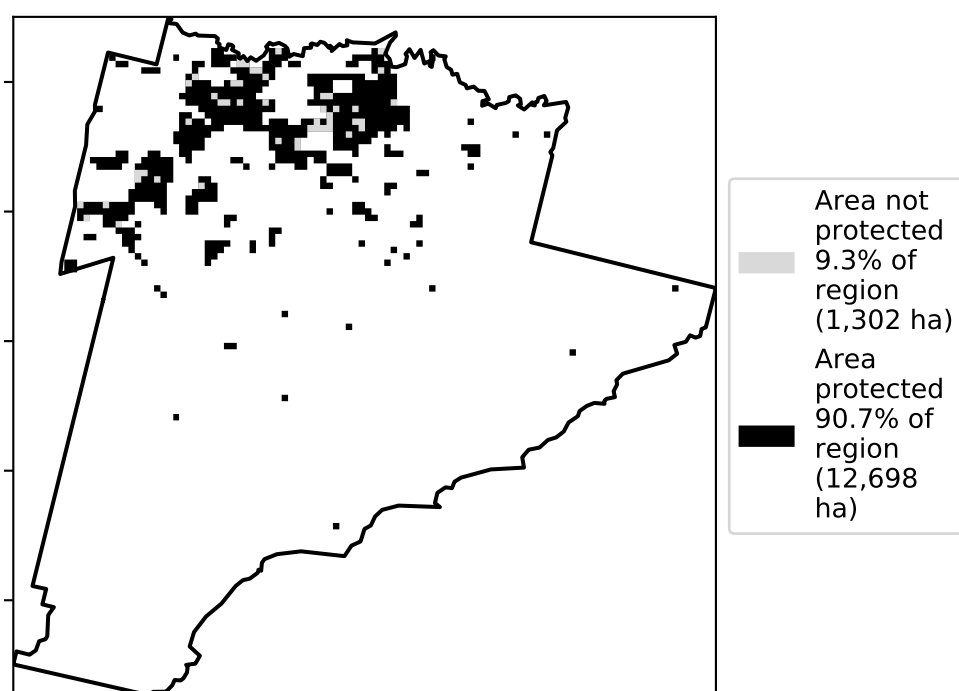 Area not
protected
9.3% of
region
(1,302 ha)
Area
protected
90.7% of
region
(12,698
ha)